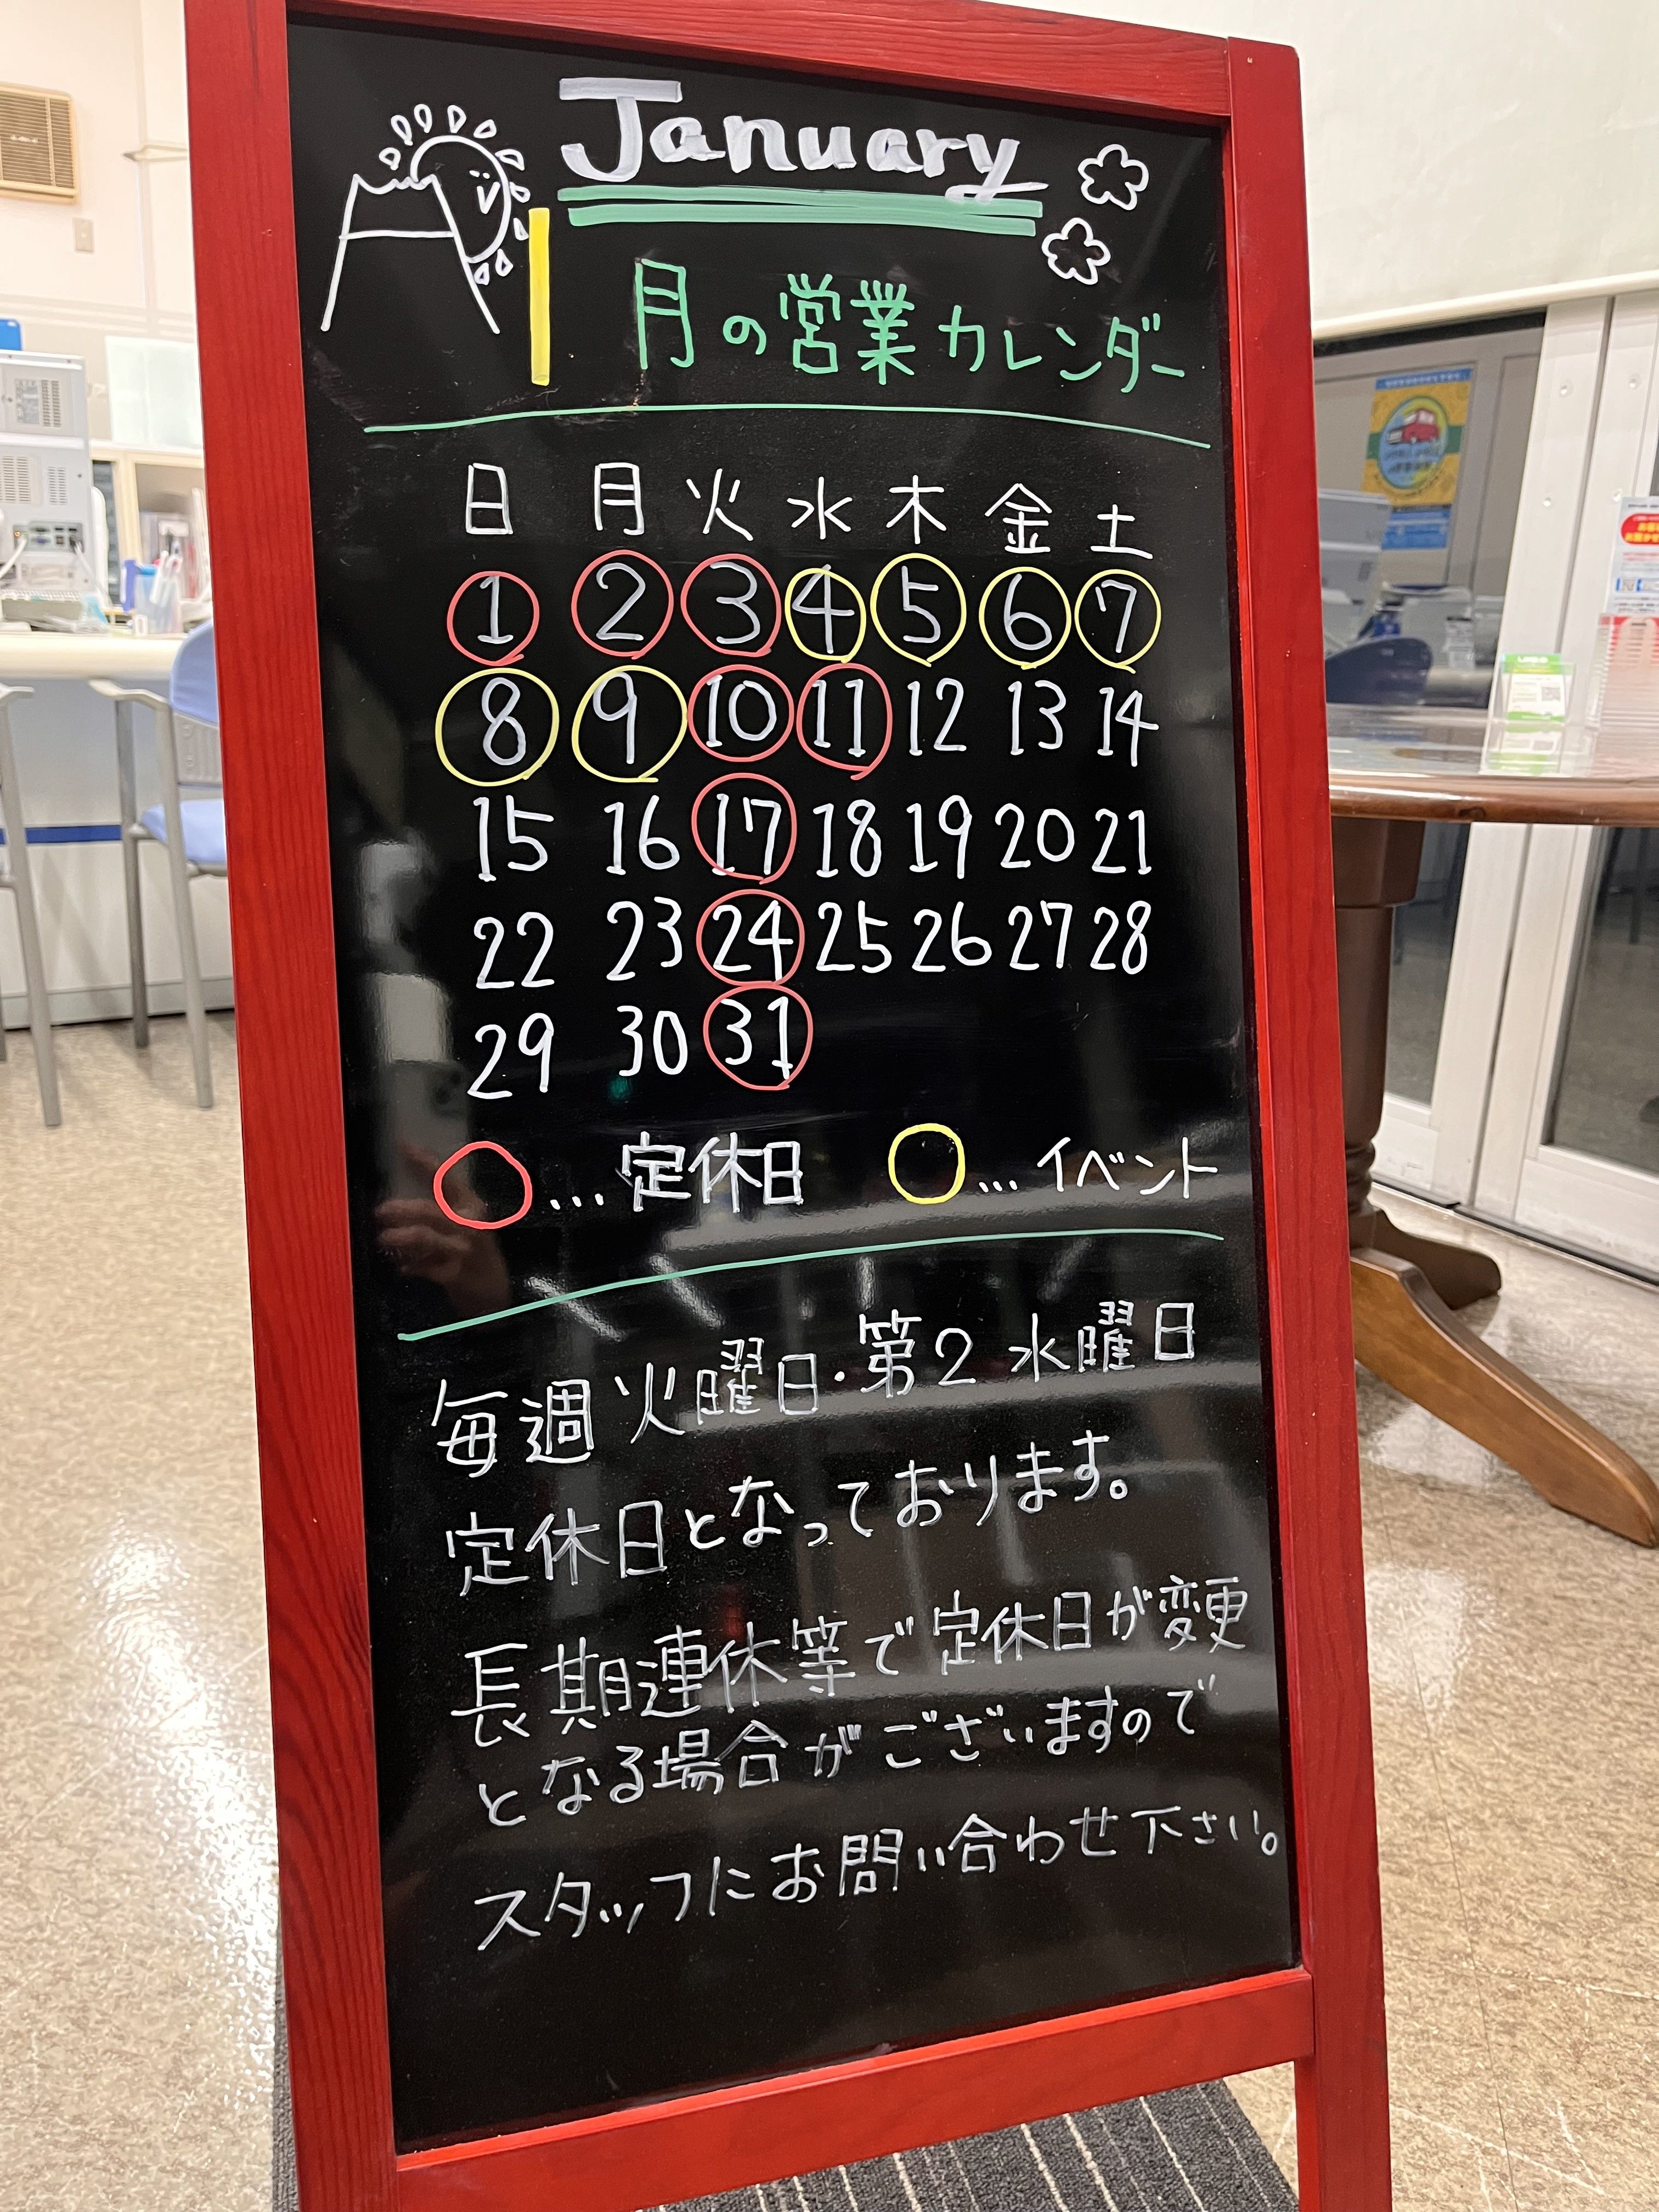 January
1月の営業カレンダー
日 月 火 水 木 金 土
1 2 3 4 5 6 7
8 9 10 11 12 13 14
15 16 17 18 19 20 21
22 23 24 25 26 27 28
29 30 31
○…定休日 ○…イベント
毎週火曜日・第2水曜日
定休日となっております。
長期連休等で定休日が変更
となる場合がございますので
スタッフにお問い合わせ下さい。